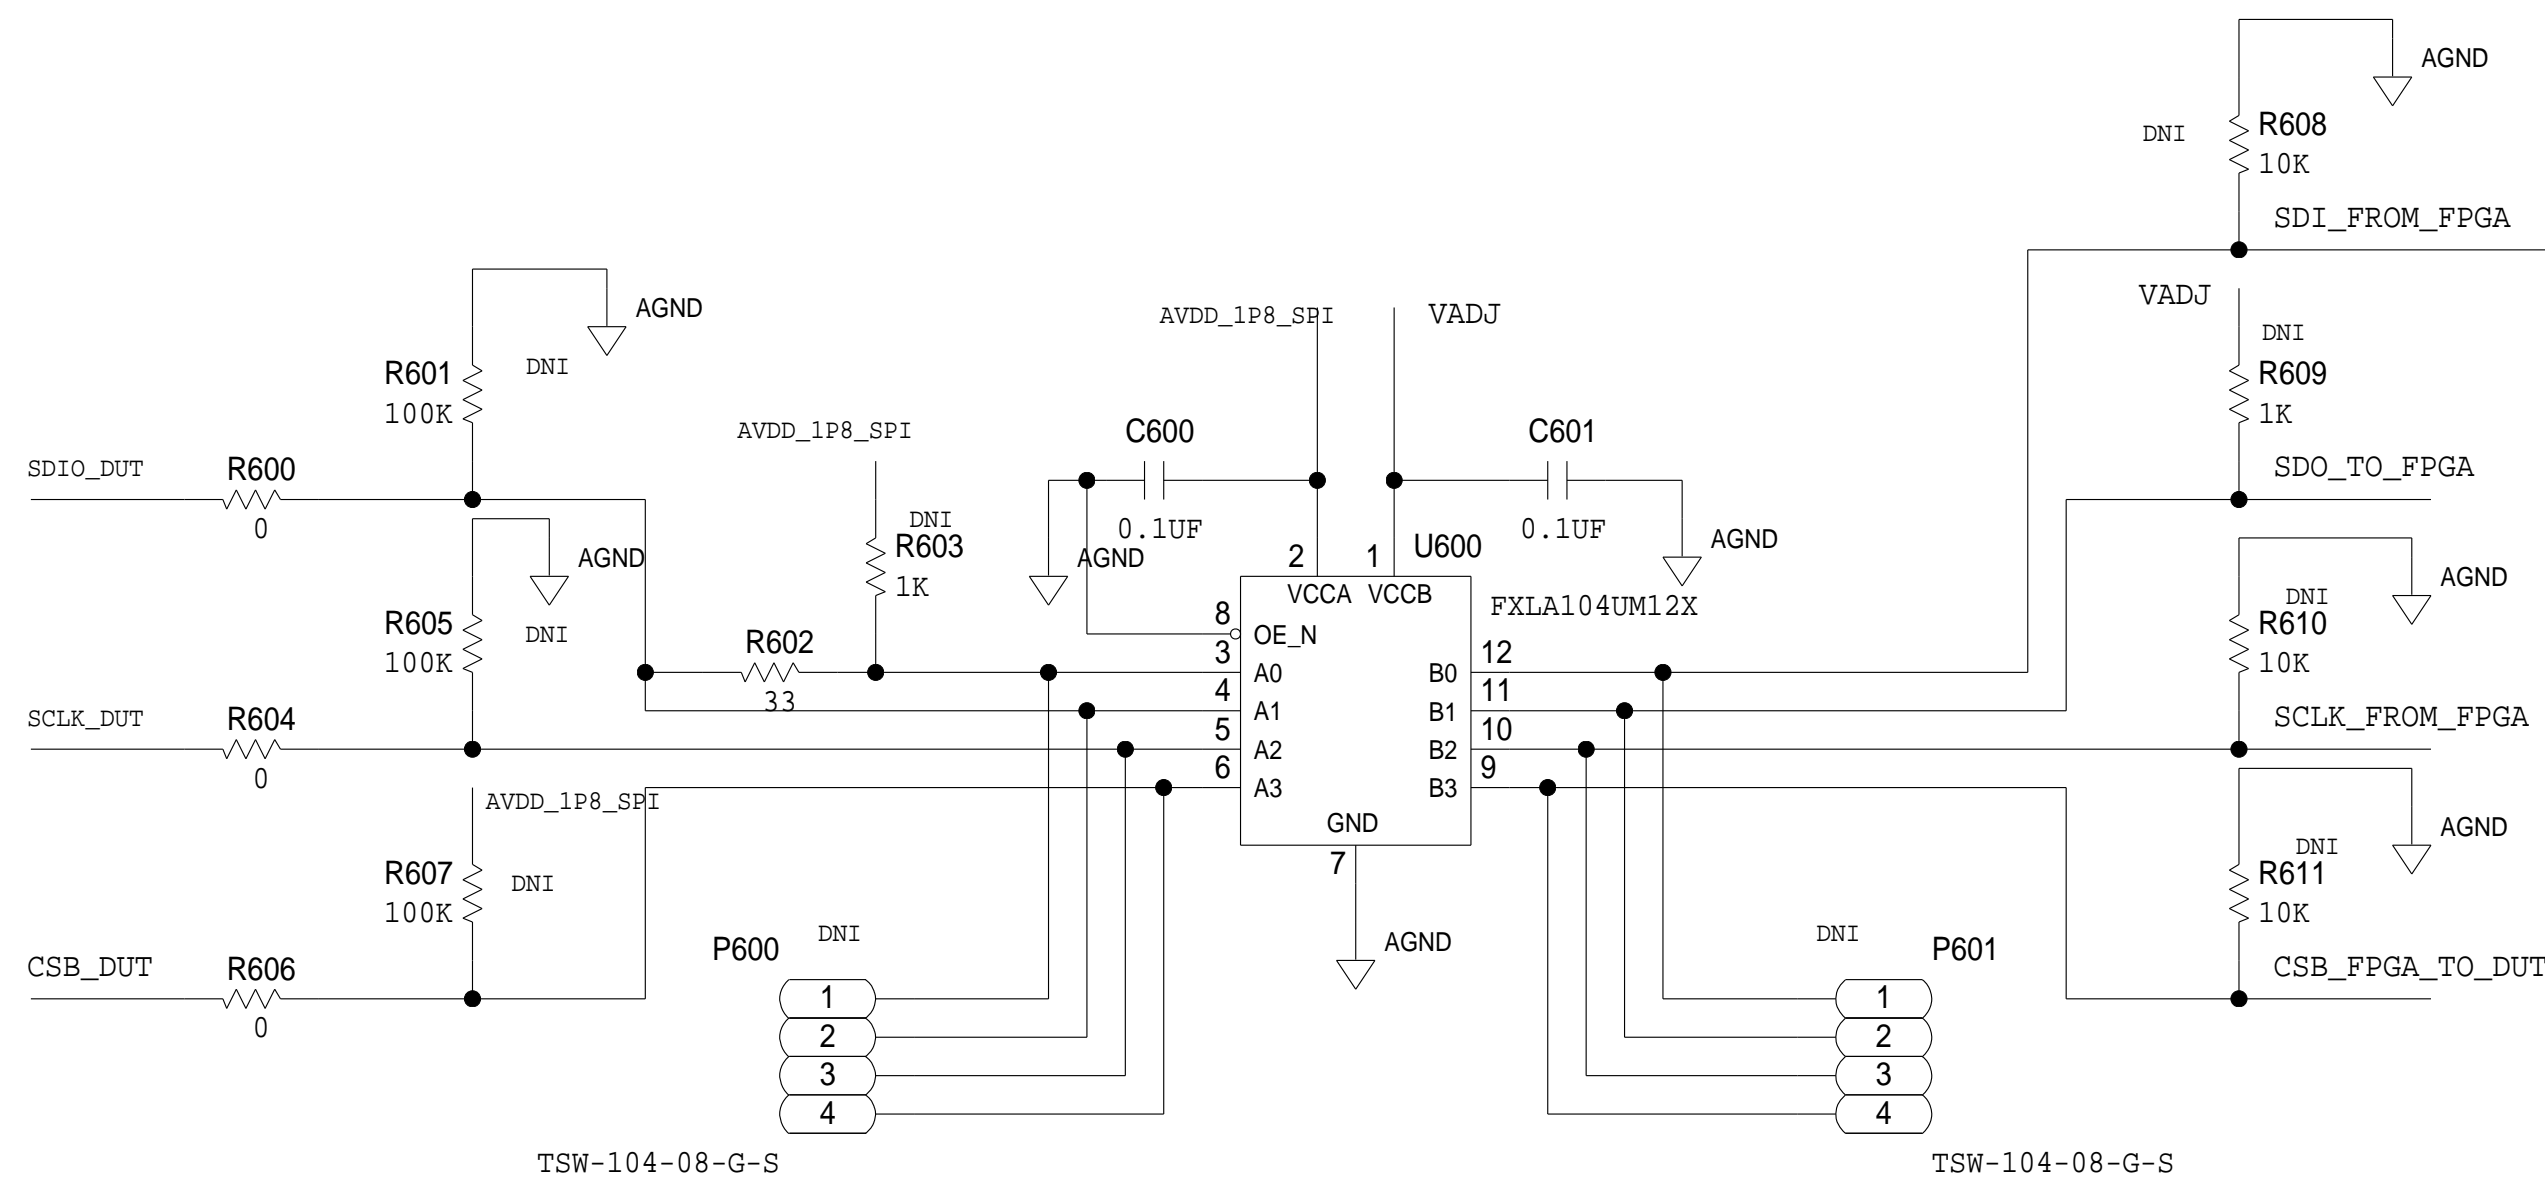 AGND
R608
DNI
10K
SDI_FROM_FPGA
VADJ
DNI
R609
1K
SDO_TO_FPGA
AGND
DNI
R610
10K
SCLK_FROM_FPGA
AGND
DNI
R611
10K
CSB_FPGA_TO_DUT
AGND
R601
DNI
100K
SDIO_DUT
R600
0
AGND
R605
DNI
100K
SCLK_DUT
R604
0
AVDD_1P8_SPI
R607
DNI
100K
CSB_DUT
R606
0
AVDD_1P8_SPI
DNI
R603
1K
R602
33
AVDD_1P8_SPI
VADJ
C600
0.1UF
AGND
C601
0.1UF
AGND
2
1
U600
VCCA
VCCB
FXLA104UM12X
8
OE_N
3
A0
B0
12
4
A1
B1
11
5
A2
B2
10
6
A3
B3
9
GND
7
AGND
P600
DNI
1
2
3
4
TSW-104-08-G-S
DNI
P601
1
2
3
4
TSW-104-08-G-S